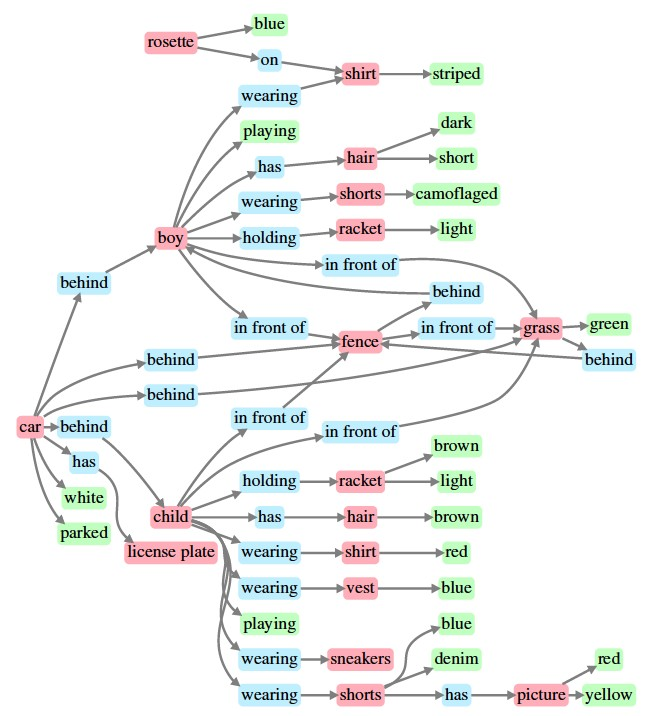 blue
rosette
on
shirt
striped
wearing
playing
dark
hair
short
has
wearing
shorts
camoflaged
boy
holding
racket
light
in front of
behind
behind
in front of
in front of
grass
green
fence
behind
behind
behind
car
behind
in front of
in front of
has
brown
holding
racket
light
white
child
has
hair
brown
parked
license plate
wearing
shirt
red
wearing
vest
blue
playing
blue
wearing
sneakers
denim
red
wearing
shorts
has
picture
yellow